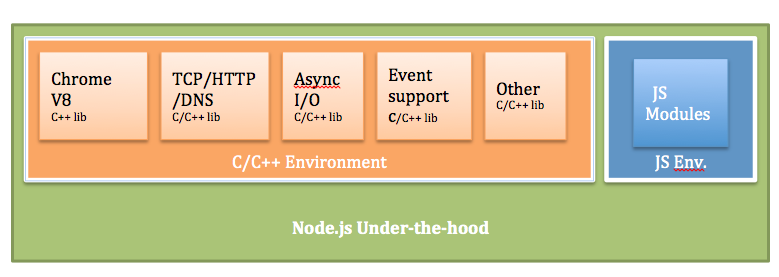 Chrome
V8
C++ lib
TCP/HTTP
/DNS
C/C++ lib
Async
I/O
C/C++ lib
Event
support
C/C++ lib
Other
C/C++ lib
C/C++ Environment
JS
Modules
JS Env.
Node.js Under-the-hood